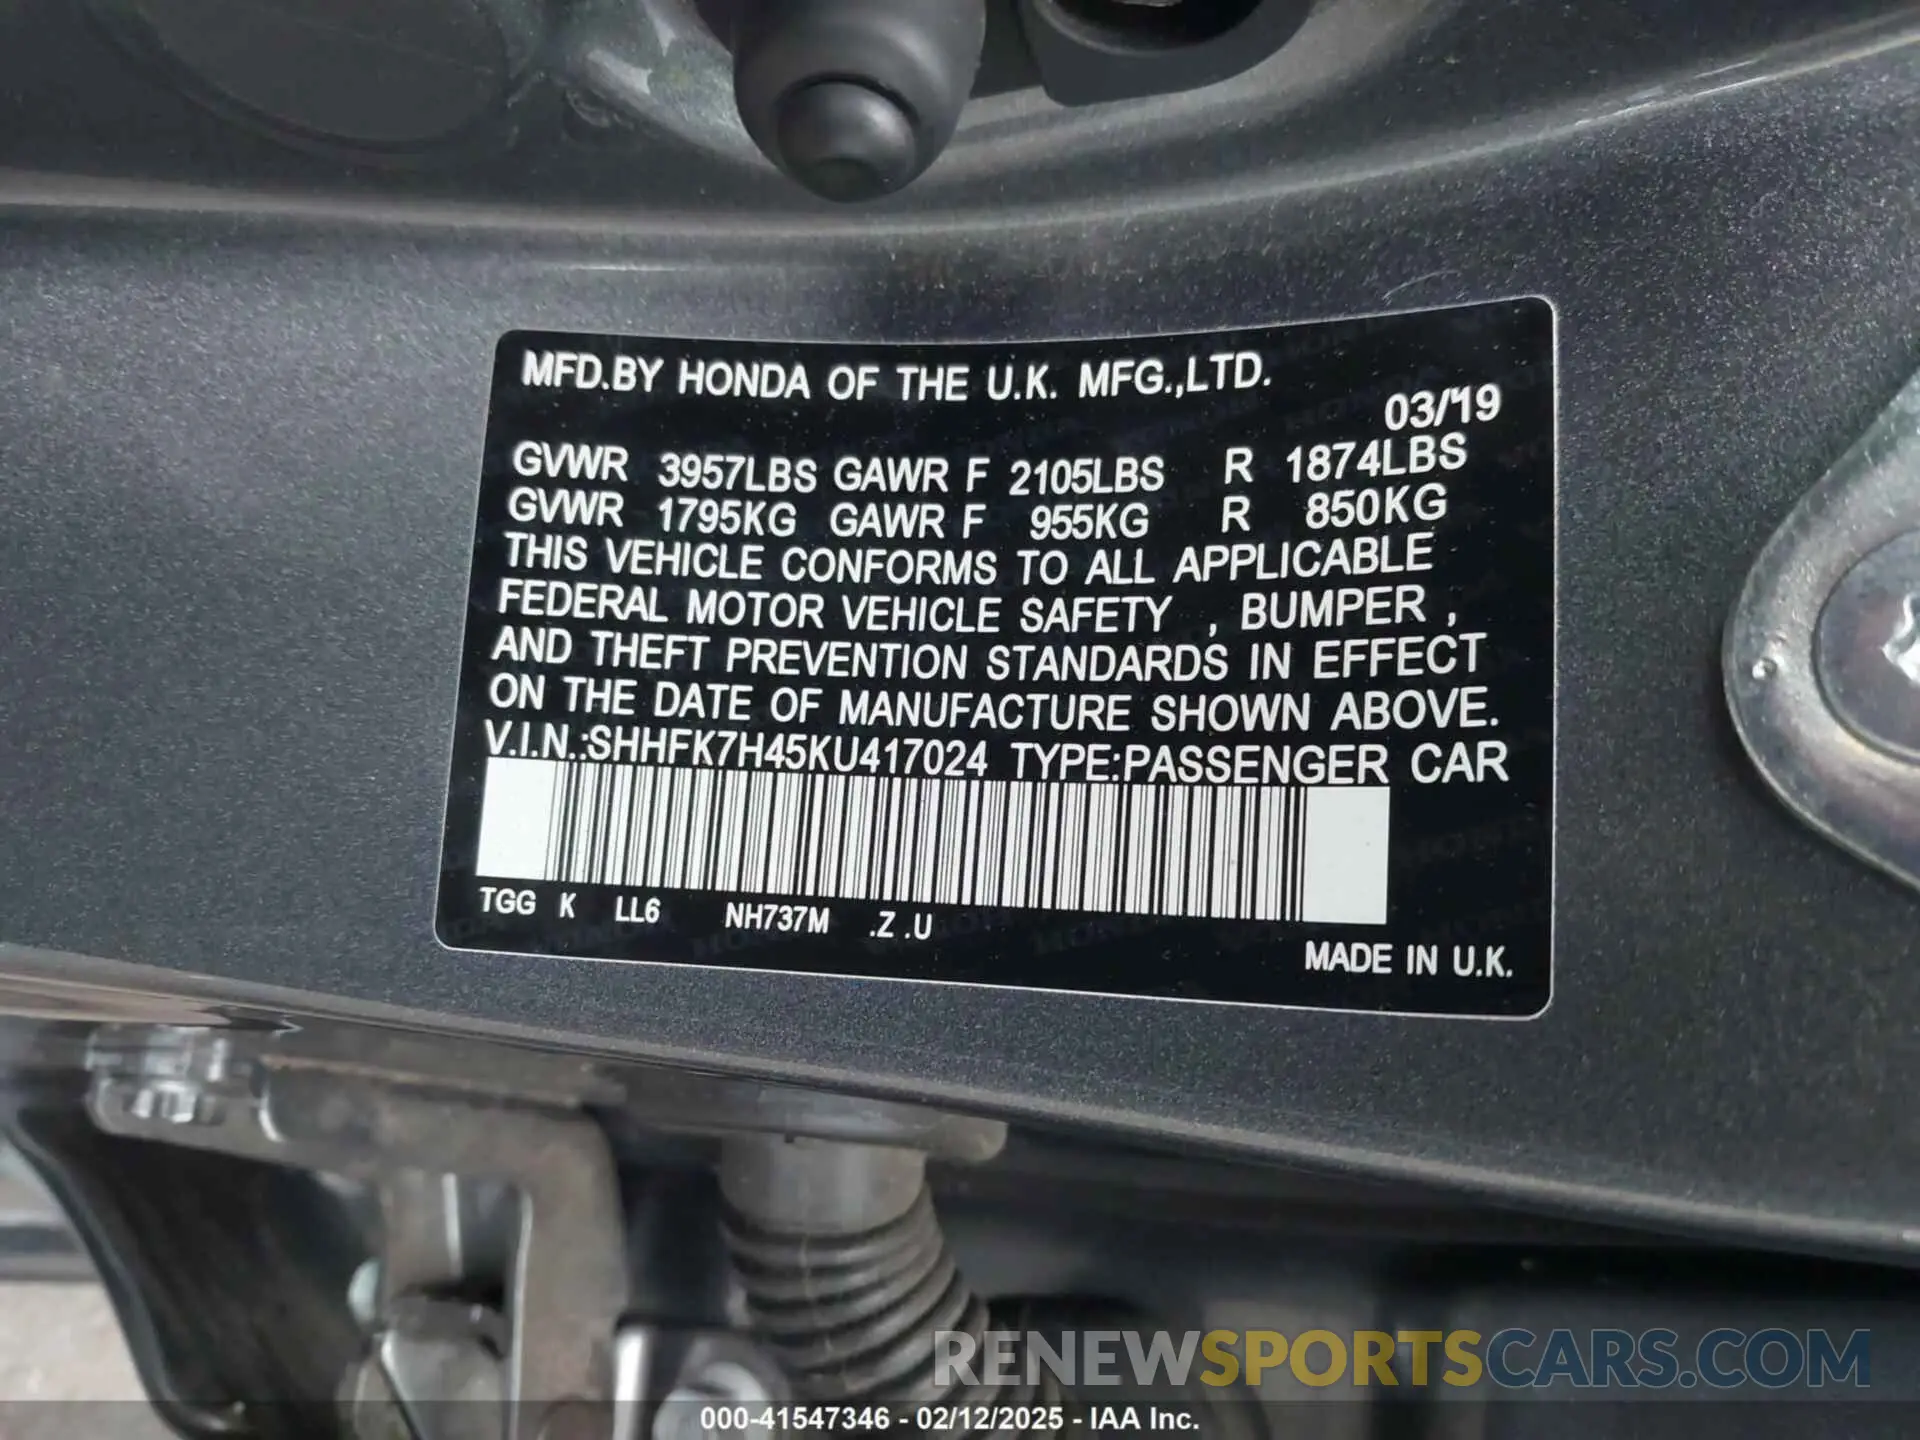 MFD.BY HONDA OF THE U.K. MFG.,LTD.
03/19
GVWR 3957LBS GAWR F 2105LBS R 1874LBS
GVWR 1795KG GAWR F 955KG R 850KG
THIS VEHICLE CONFORMS TO ALL APPLICABLE
FEDERAL MOTOR VEHICLE SAFETY , BUMPER ,
AND THEFT PREVENTION STANDARDS IN EFFECT
ON THE DATE OF MANUFACTURE SHOWN ABOVE.
V.I.N.:SHHFK7H45KU417024 TYPE:PASSENGER CAR
TGG K LL6 NH737M .Z .U
MADE IN U.K.
RENEWSPORTSCARS.COM
000-41547346 - 02/12/2025 - IAA Inc.